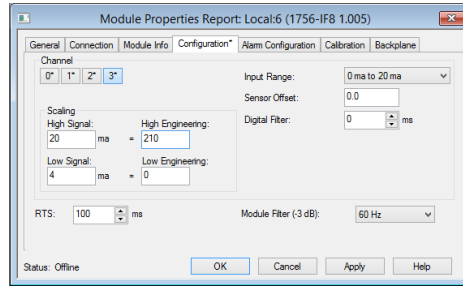 Module Properties Report: Local:6 (1756-IF8 1.005)
General Connection Module Info Configuration* Alarm Configuration Calibration Backplane
Channel
0* 1* 2* 3*
Input Range: 0 ma to 20 ma
Sensor Offset: 0.0
Digital Filter: 0 ms
Scaling
High Signal: High Engineering:
20 ma = 210
Low Signal: Low Engineering:
4 ma = 0
RTS: 100 ms Module Filter (-3 dB): 60 Hz
Status: Offline OK Cancel Apply Help